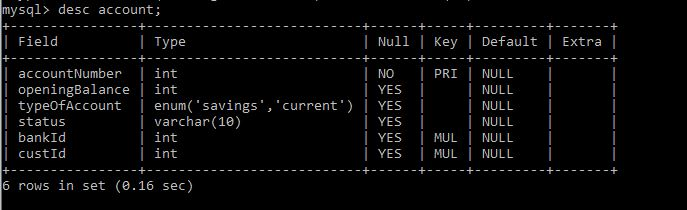 mysql> desc account;
+----------------+---------------------------+------+-----+---------+-------+
| Field          | Type                      | Null | Key | Default | Extra |
+----------------+---------------------------+------+-----+---------+-------+
| accountNumber  | int                       | NO   | PRI | NULL    |       |
| openingBalance | int                       | YES  |     | NULL    |       |
| typeOfAccount  | enum('savings','current') | YES  |     | NULL    |       |
| status         | varchar(10)               | YES  |     | NULL    |       |
| bankId         | int                       | YES  | MUL | NULL    |       |
| custId         | int                       | YES  | MUL | NULL    |       |
+----------------+---------------------------+------+-----+---------+-------+
6 rows in set (0.16 sec)